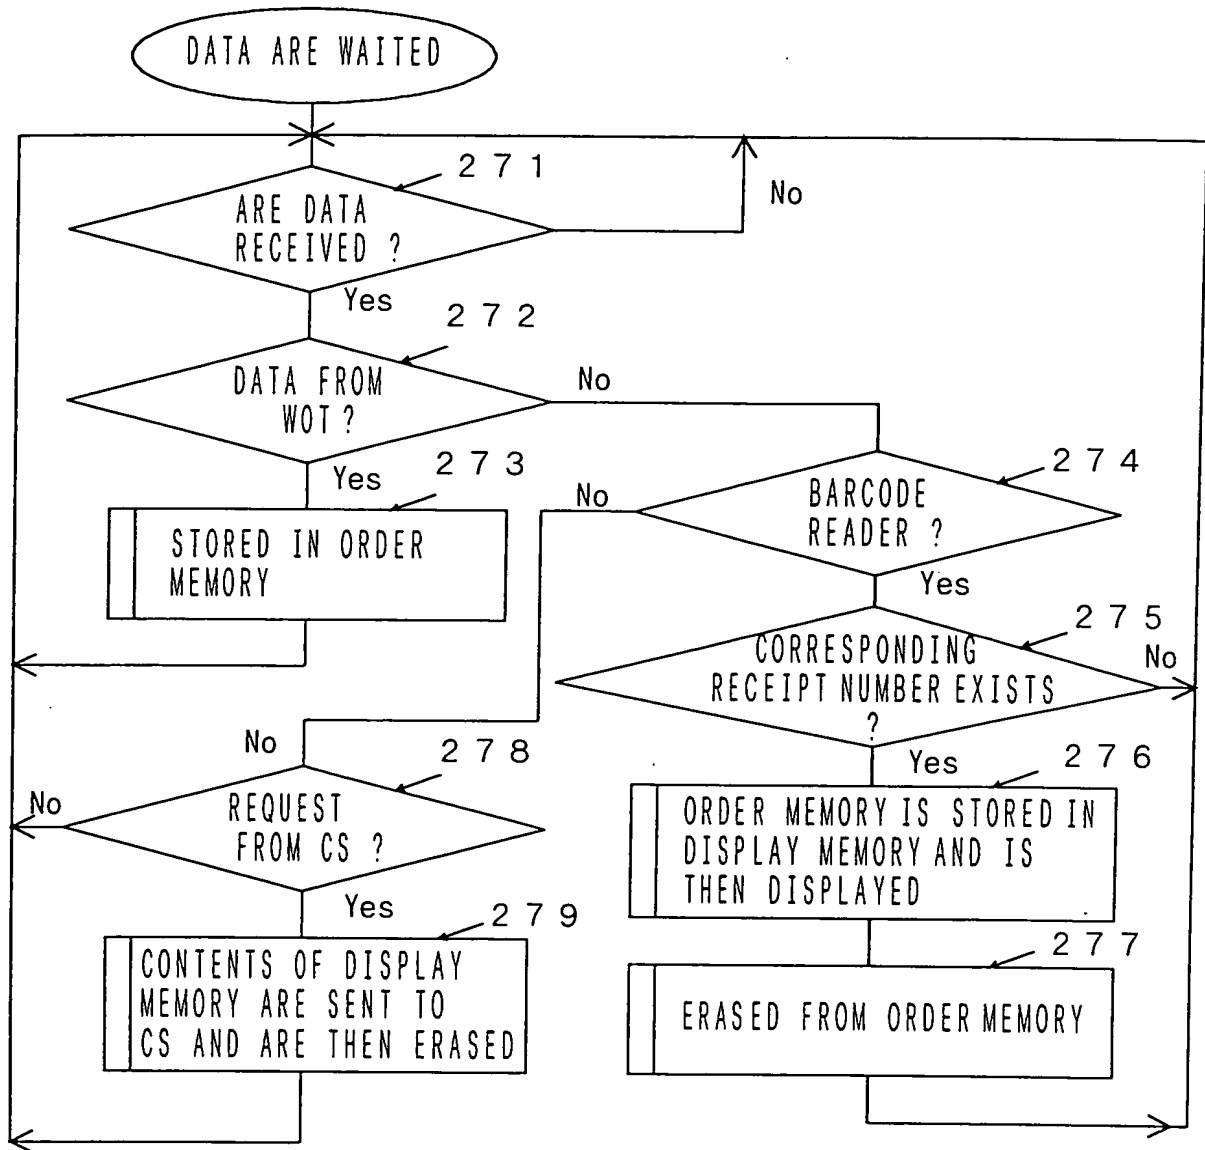 DATA ARE WAITED
271
No
ARE DATA
RECEIVED ?
Yes
272
DATA FROM
WOT ?
No
Yes
273
274
No
BARCODE
READER ?
STORED IN ORDER
MEMORY
Yes
275
CORRESPONDING
RECEIPT NUMBER EXISTS
?
No
No
278
Yes
276
No
REQUEST
FROM CS ?
ORDER MEMORY IS STORED IN
DISPLAY MEMORY AND IS
THEN DISPLAYED
Yes
279
277
CONTENTS OF DISPLAY
MEMORY ARE SENT TO
CS AND ARE THEN ERASED
ERASED FROM ORDER MEMORY